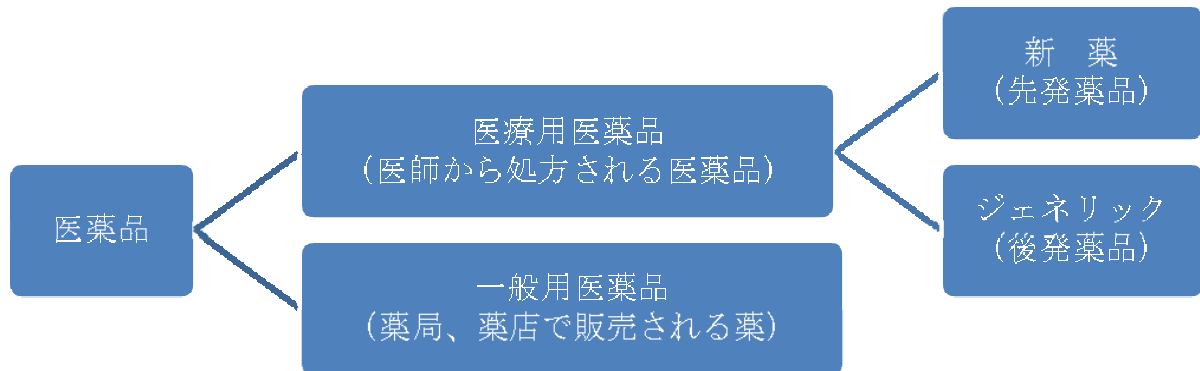 医薬品
医療用医薬品
(医師から処方される医薬品)
一般用医薬品
(薬局、薬店で販売される薬)
新　薬
(先発薬品)
ジェネリック
(後発薬品)